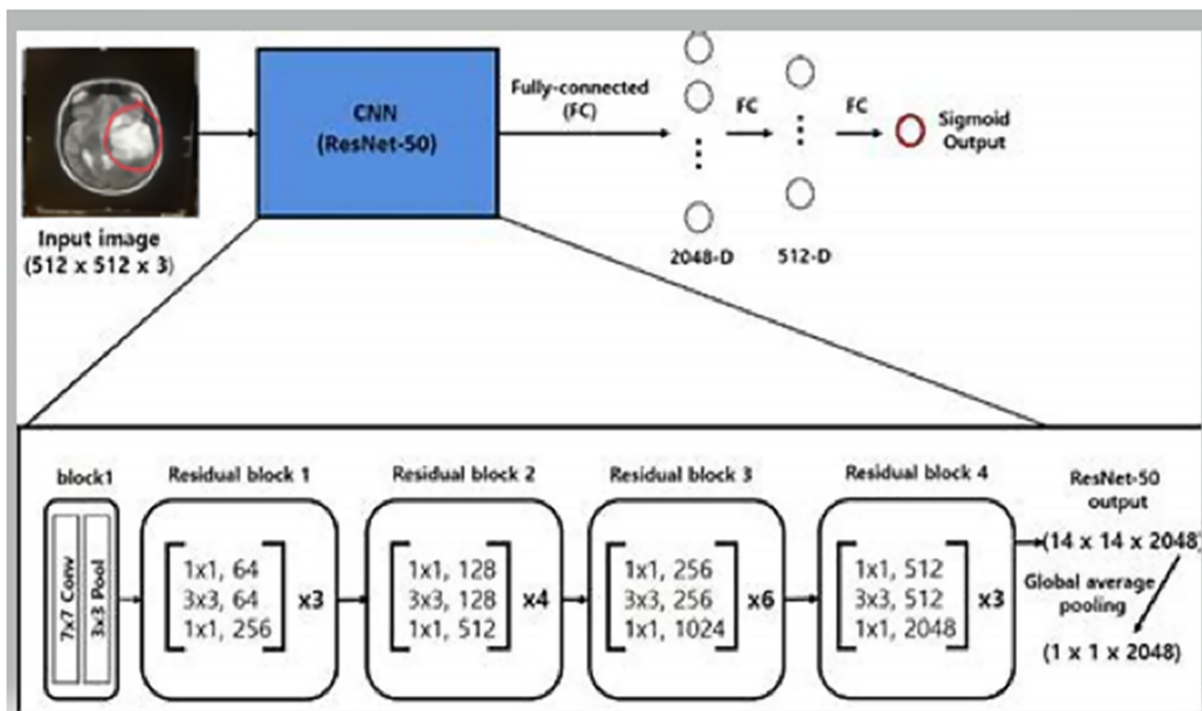 CNN
(ResNet-50)
Fully-connected
(FC)
FC
FC
Sigmoid
Output
Input image
(512 x 512 x 3)
2048-D
512-D
block1
7x7 Conv
3x3 Pool
Residual block 1
1x1, 64
3x3, 64
1x1, 256
x3
Residual block 2
1x1, 128
3x3, 128
1x1, 512
x4
Residual block 3
1x1, 256
3x3, 256
1x1, 1024
x6
Residual block 4
1x1, 512
3x3, 512
1x1, 2048
x3
ResNet-50
output
(14 x 14 x 2048)
Global average
pooling
(1 x 1 x 2048)